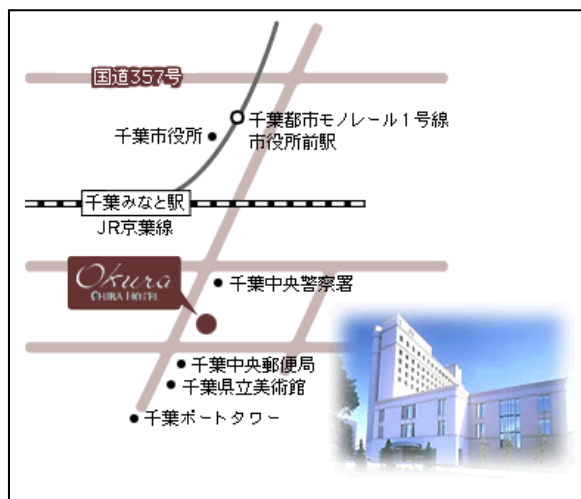 国道357号
千葉都市モノレール1号線
市役所前駅
千葉市役所
千葉みなと駅
JR京葉線
Okura
CHIBA HOTEL
千葉中央警察署
千葉中央郵便局
千葉県立美術館
千葉ポートタワー